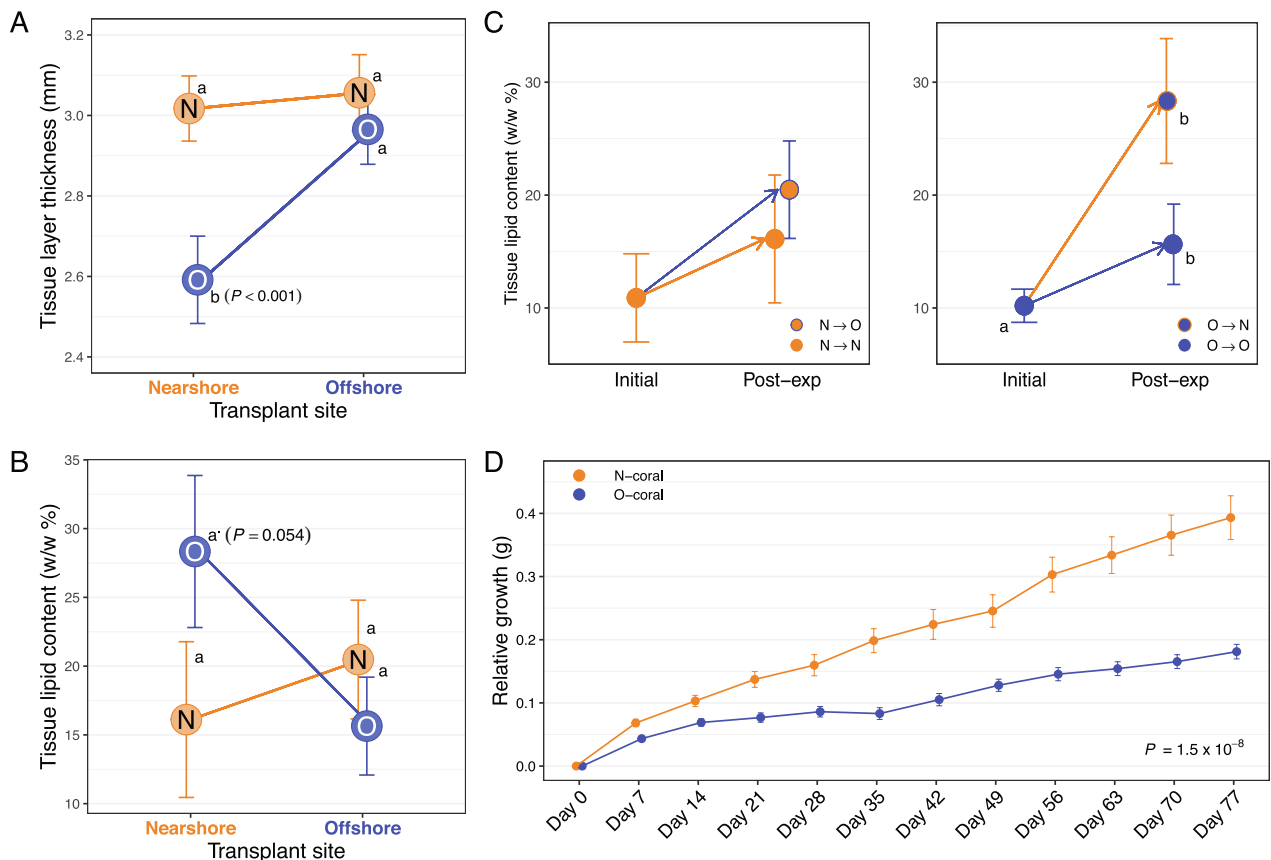 A
Tissue layer thickness (mm)
3.2
3.0
2.8
2.6
2.4
N
a
N
a
O
a
O
b (P < 0.001)
Nearshore
Offshore
Transplant site
B
Tissue lipid content (w/w %)
35
30
25
20
15
10
O
a· (P = 0.054)
N
a
N
a
O
a
Nearshore
Offshore
Transplant site
C
Tissue lipid content (w/w %)
30
20
10
N → O
N → N
Initial
Post−exp
30
20
10
a
b
b
O → N
O → O
Initial
Post−exp
D
Relative growth (g)
0.4
0.3
0.2
0.1
0.0
N−coral
O−coral
P = 1.5 x 10⁻⁸
Day 0
Day 7
Day 14
Day 21
Day 28
Day 35
Day 42
Day 49
Day 56
Day 63
Day 70
Day 77